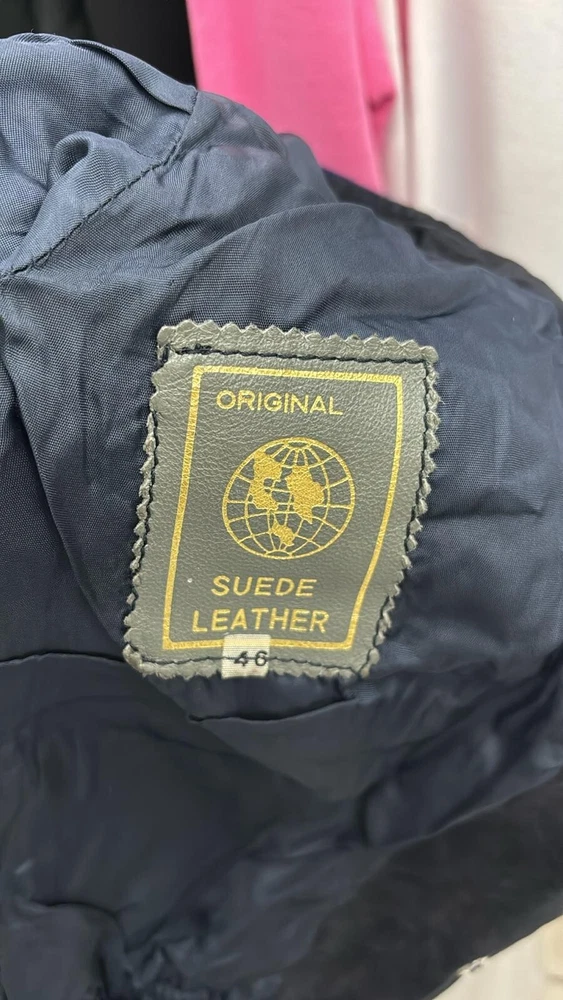 ORIGINAL
SUEDE
LEATHER
46